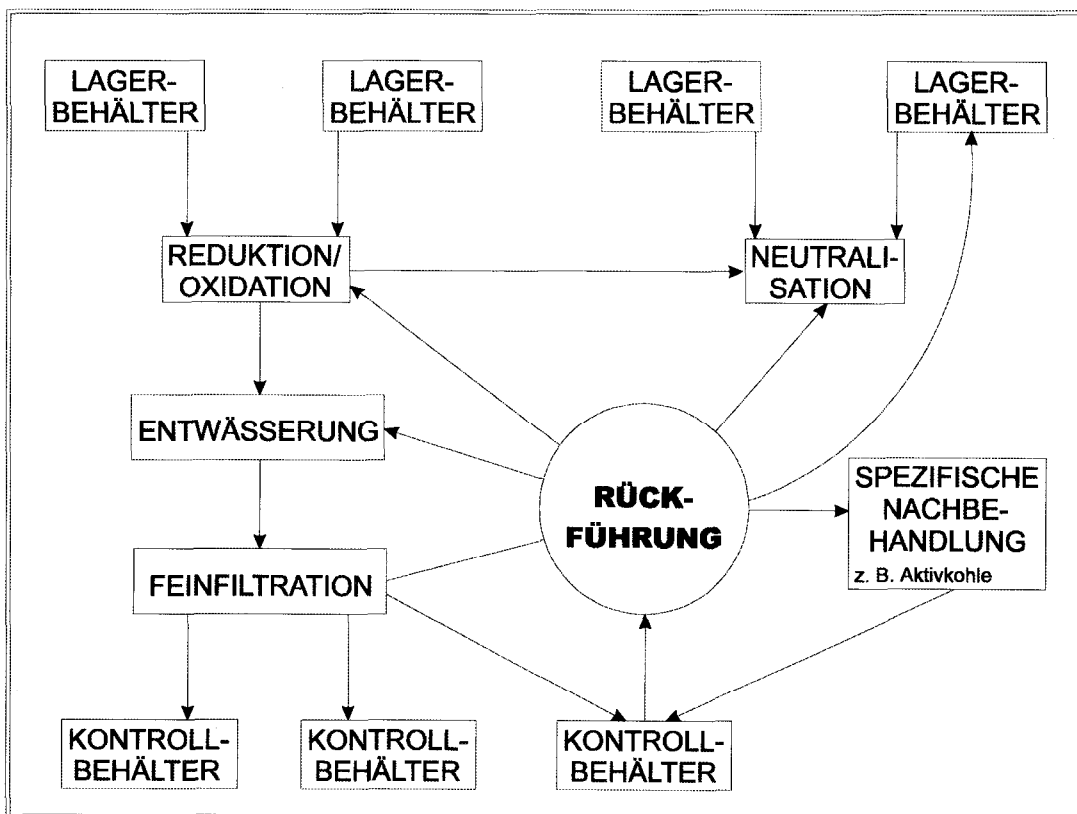 LAGER-
BEHÄLTER
LAGER-
BEHÄLTER
LAGER-
BEHÄLTER
LAGER-
BEHÄLTER
REDUKTION/
OXIDATION
NEUTRALI-
SATION
ENTWÄSSERUNG
RÜCK-
FÜHRUNG
SPEZIFISCHE
NACHBE-
HANDLUNG
z. B. Aktivkohle
FEINFILTRATION
KONTROLL-
BEHÄLTER
KONTROLL-
BEHÄLTER
KONTROLL-
BEHÄLTER